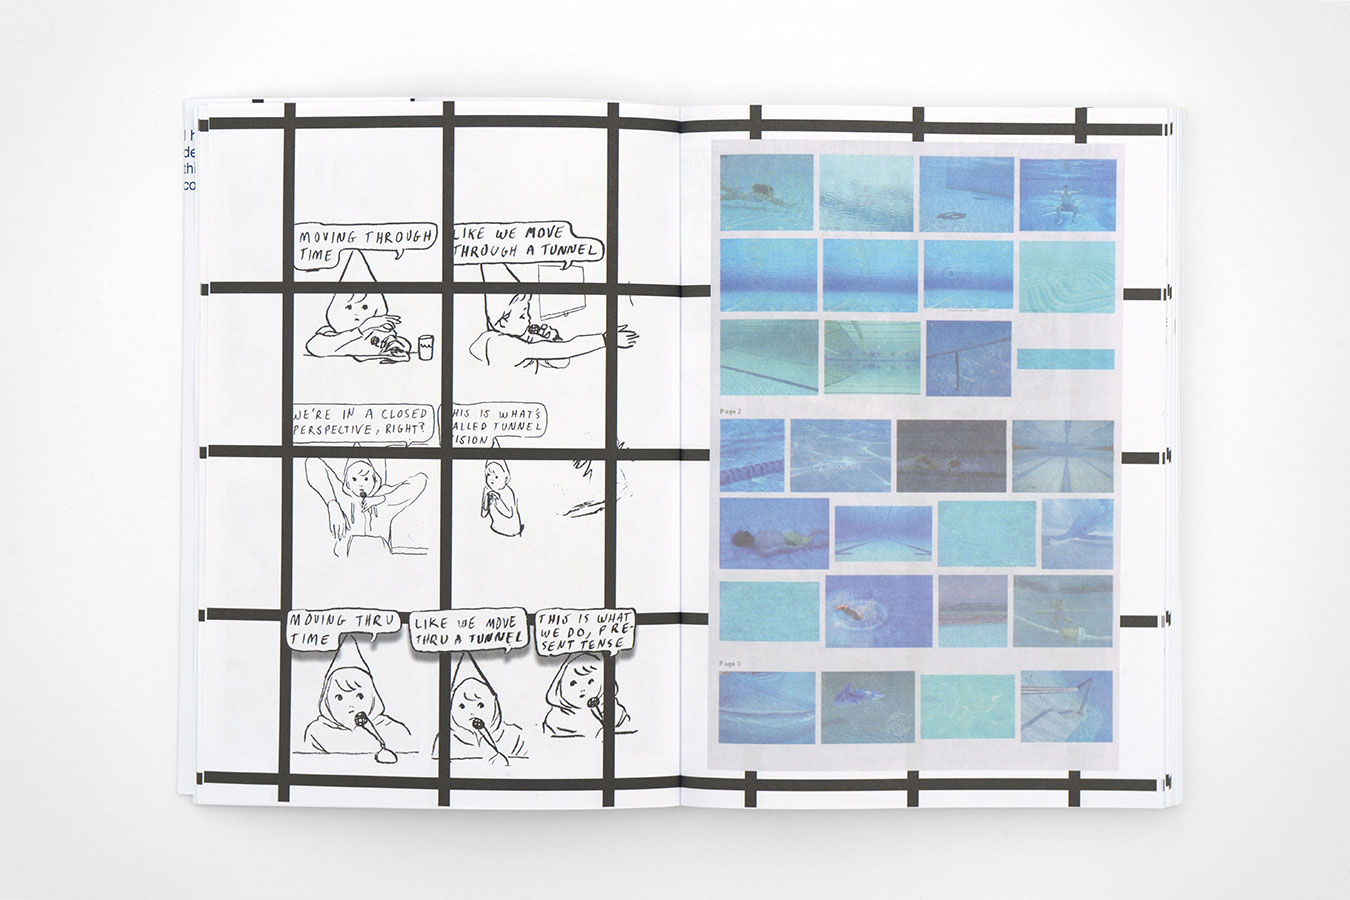 I h
de
thi
co
MOVING THROUGH
TIME
LIKE WE MOVE
THROUGH A TUNNEL
WE'RE IN A CLOSED
PERSPECTIVE, RIGHT?
THIS IS WHAT'S
CALLED TUNNEL
VISION
MOVING THRU
TIME
LIKE WE MOVE
THRU A TUNNEL
THIS IS WHAT
WE DO, PRE-
SENT TENSE
Page 2
Page 3